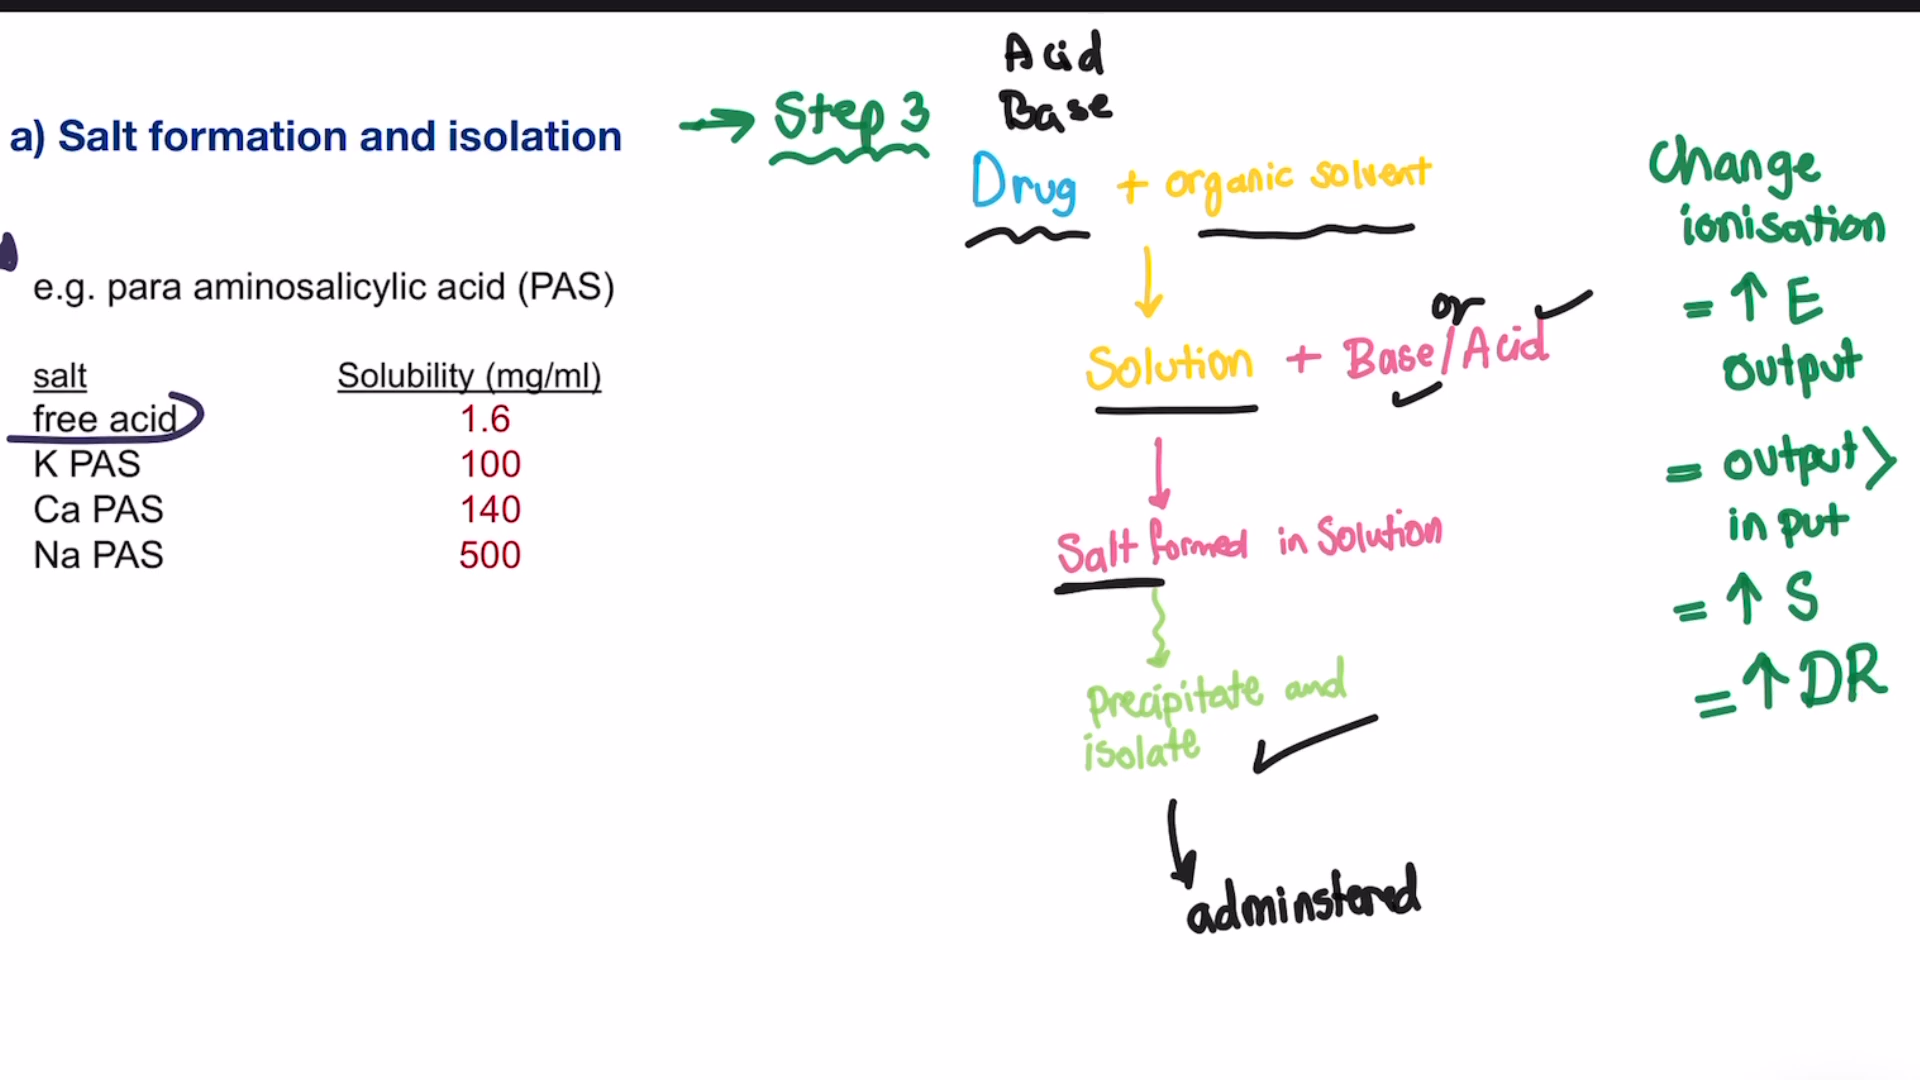 a) Salt formation and isolation
→ Step 3
e.g. para aminosalicylic acid (PAS)
salt Solubility (mg/ml)
free acid 1.6
K PAS 100
Ca PAS 140
Na PAS 500
Acid
Base
Drug + organic solvent
or
Solution + Base/Acid
Salt formed in Solution
Precipitate and
isolate
adminstered
Change
ionisation
= ↑ E
output
= output >
in put
= ↑ S
= ↑ DR